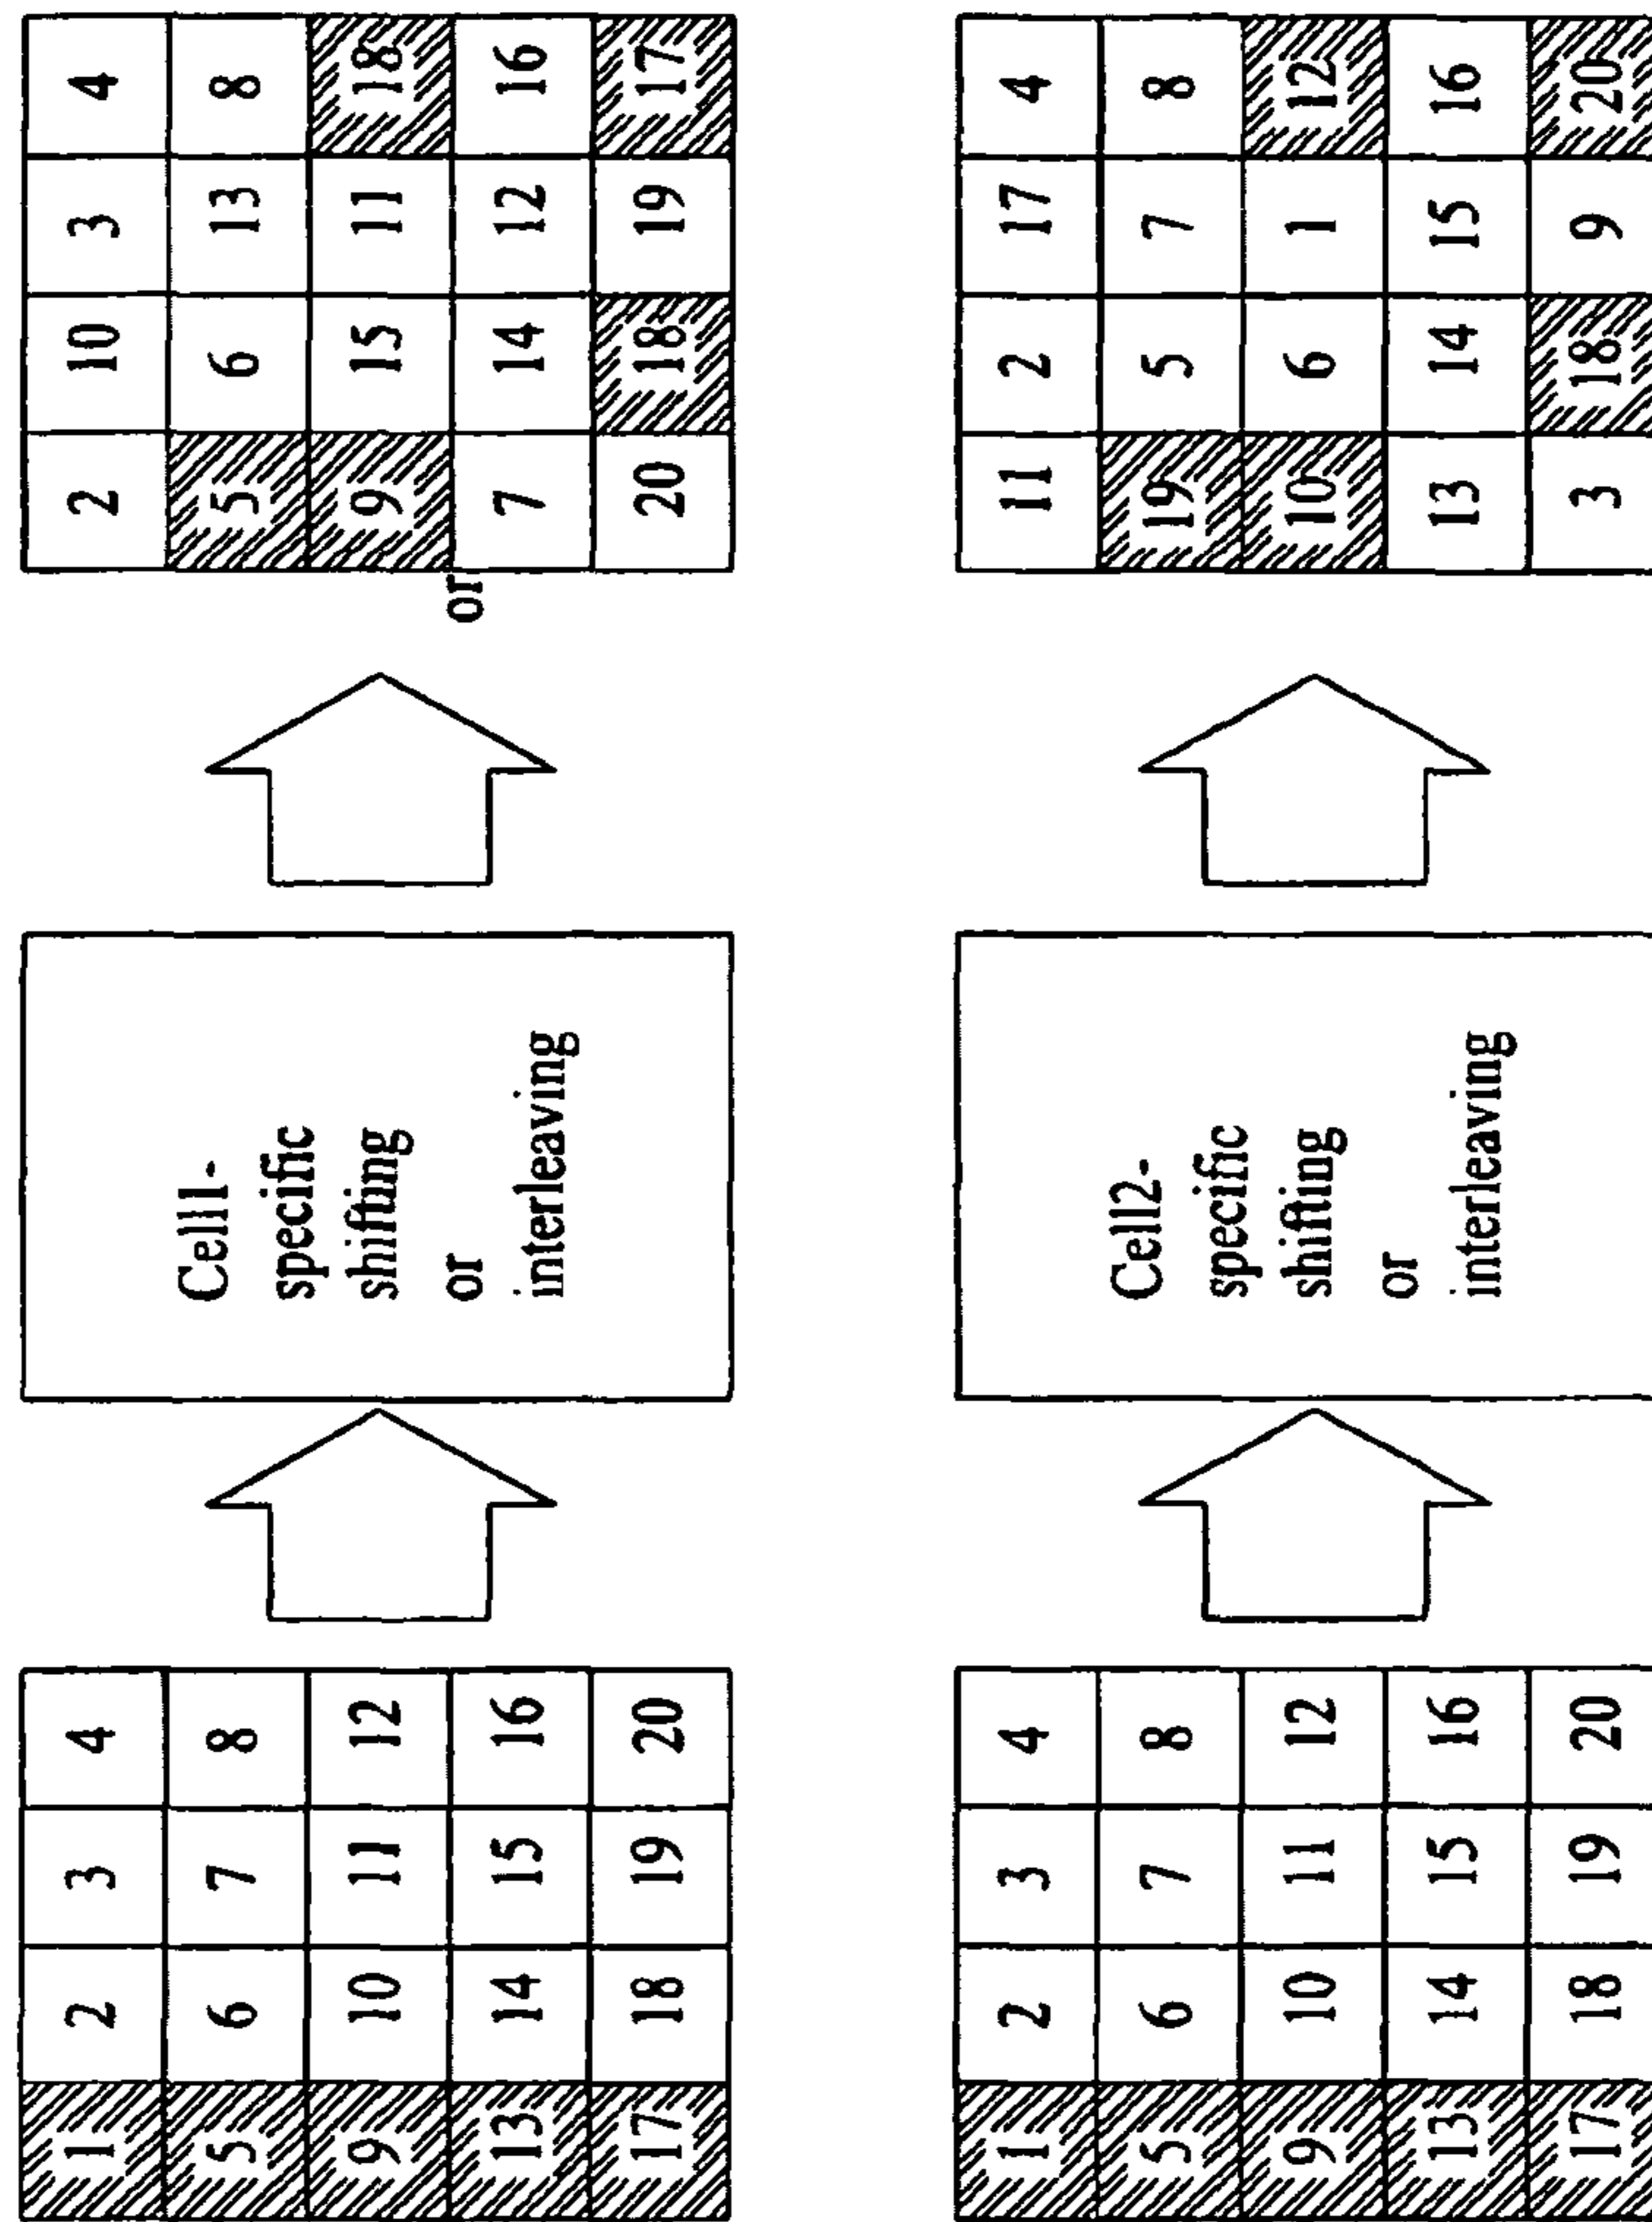 1 2 3 4
5 6 7 8
9 10 11 12
13 14 15 16
17 18 19 20
Cell1-
specific
shifting
or
interleaving
2 10 3 4
5 6 13 8
9 15 11 18
or
7 14 12 16
20 18 19 17
1 2 3 4
5 6 7 8
9 10 11 12
13 14 15 16
17 18 19 20
Cell2-
specific
shifting
or
interleaving
11 2 17 4
19 5 7 8
10 6 1 12
13 14 15 16
3 18 9 20